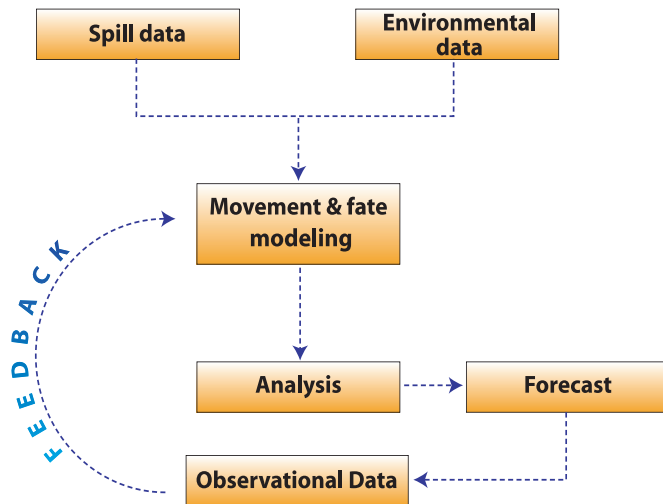 Spill data
Environmental
data
Movement & fate
modeling
FEEDBACK
Analysis
Forecast
Observational Data